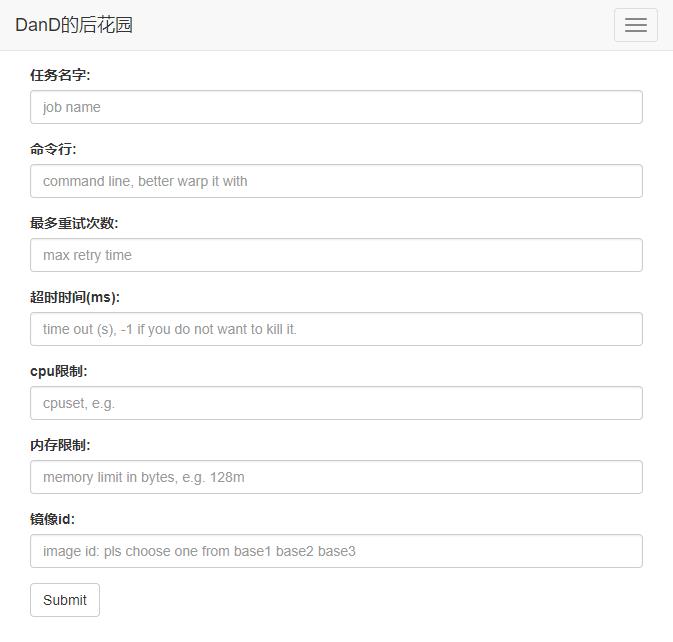 DanD的后花园
任务名字:
job name
命令行:
command line, better warp it with
最多重试次数:
max retry time
超时时间(ms):
time out (s), -1 if you do not want to kill it.
cpu限制:
cpuset, e.g.
内存限制:
memory limit in bytes, e.g. 128m
镜像id:
image id: pls choose one from base1 base2 base3
Submit